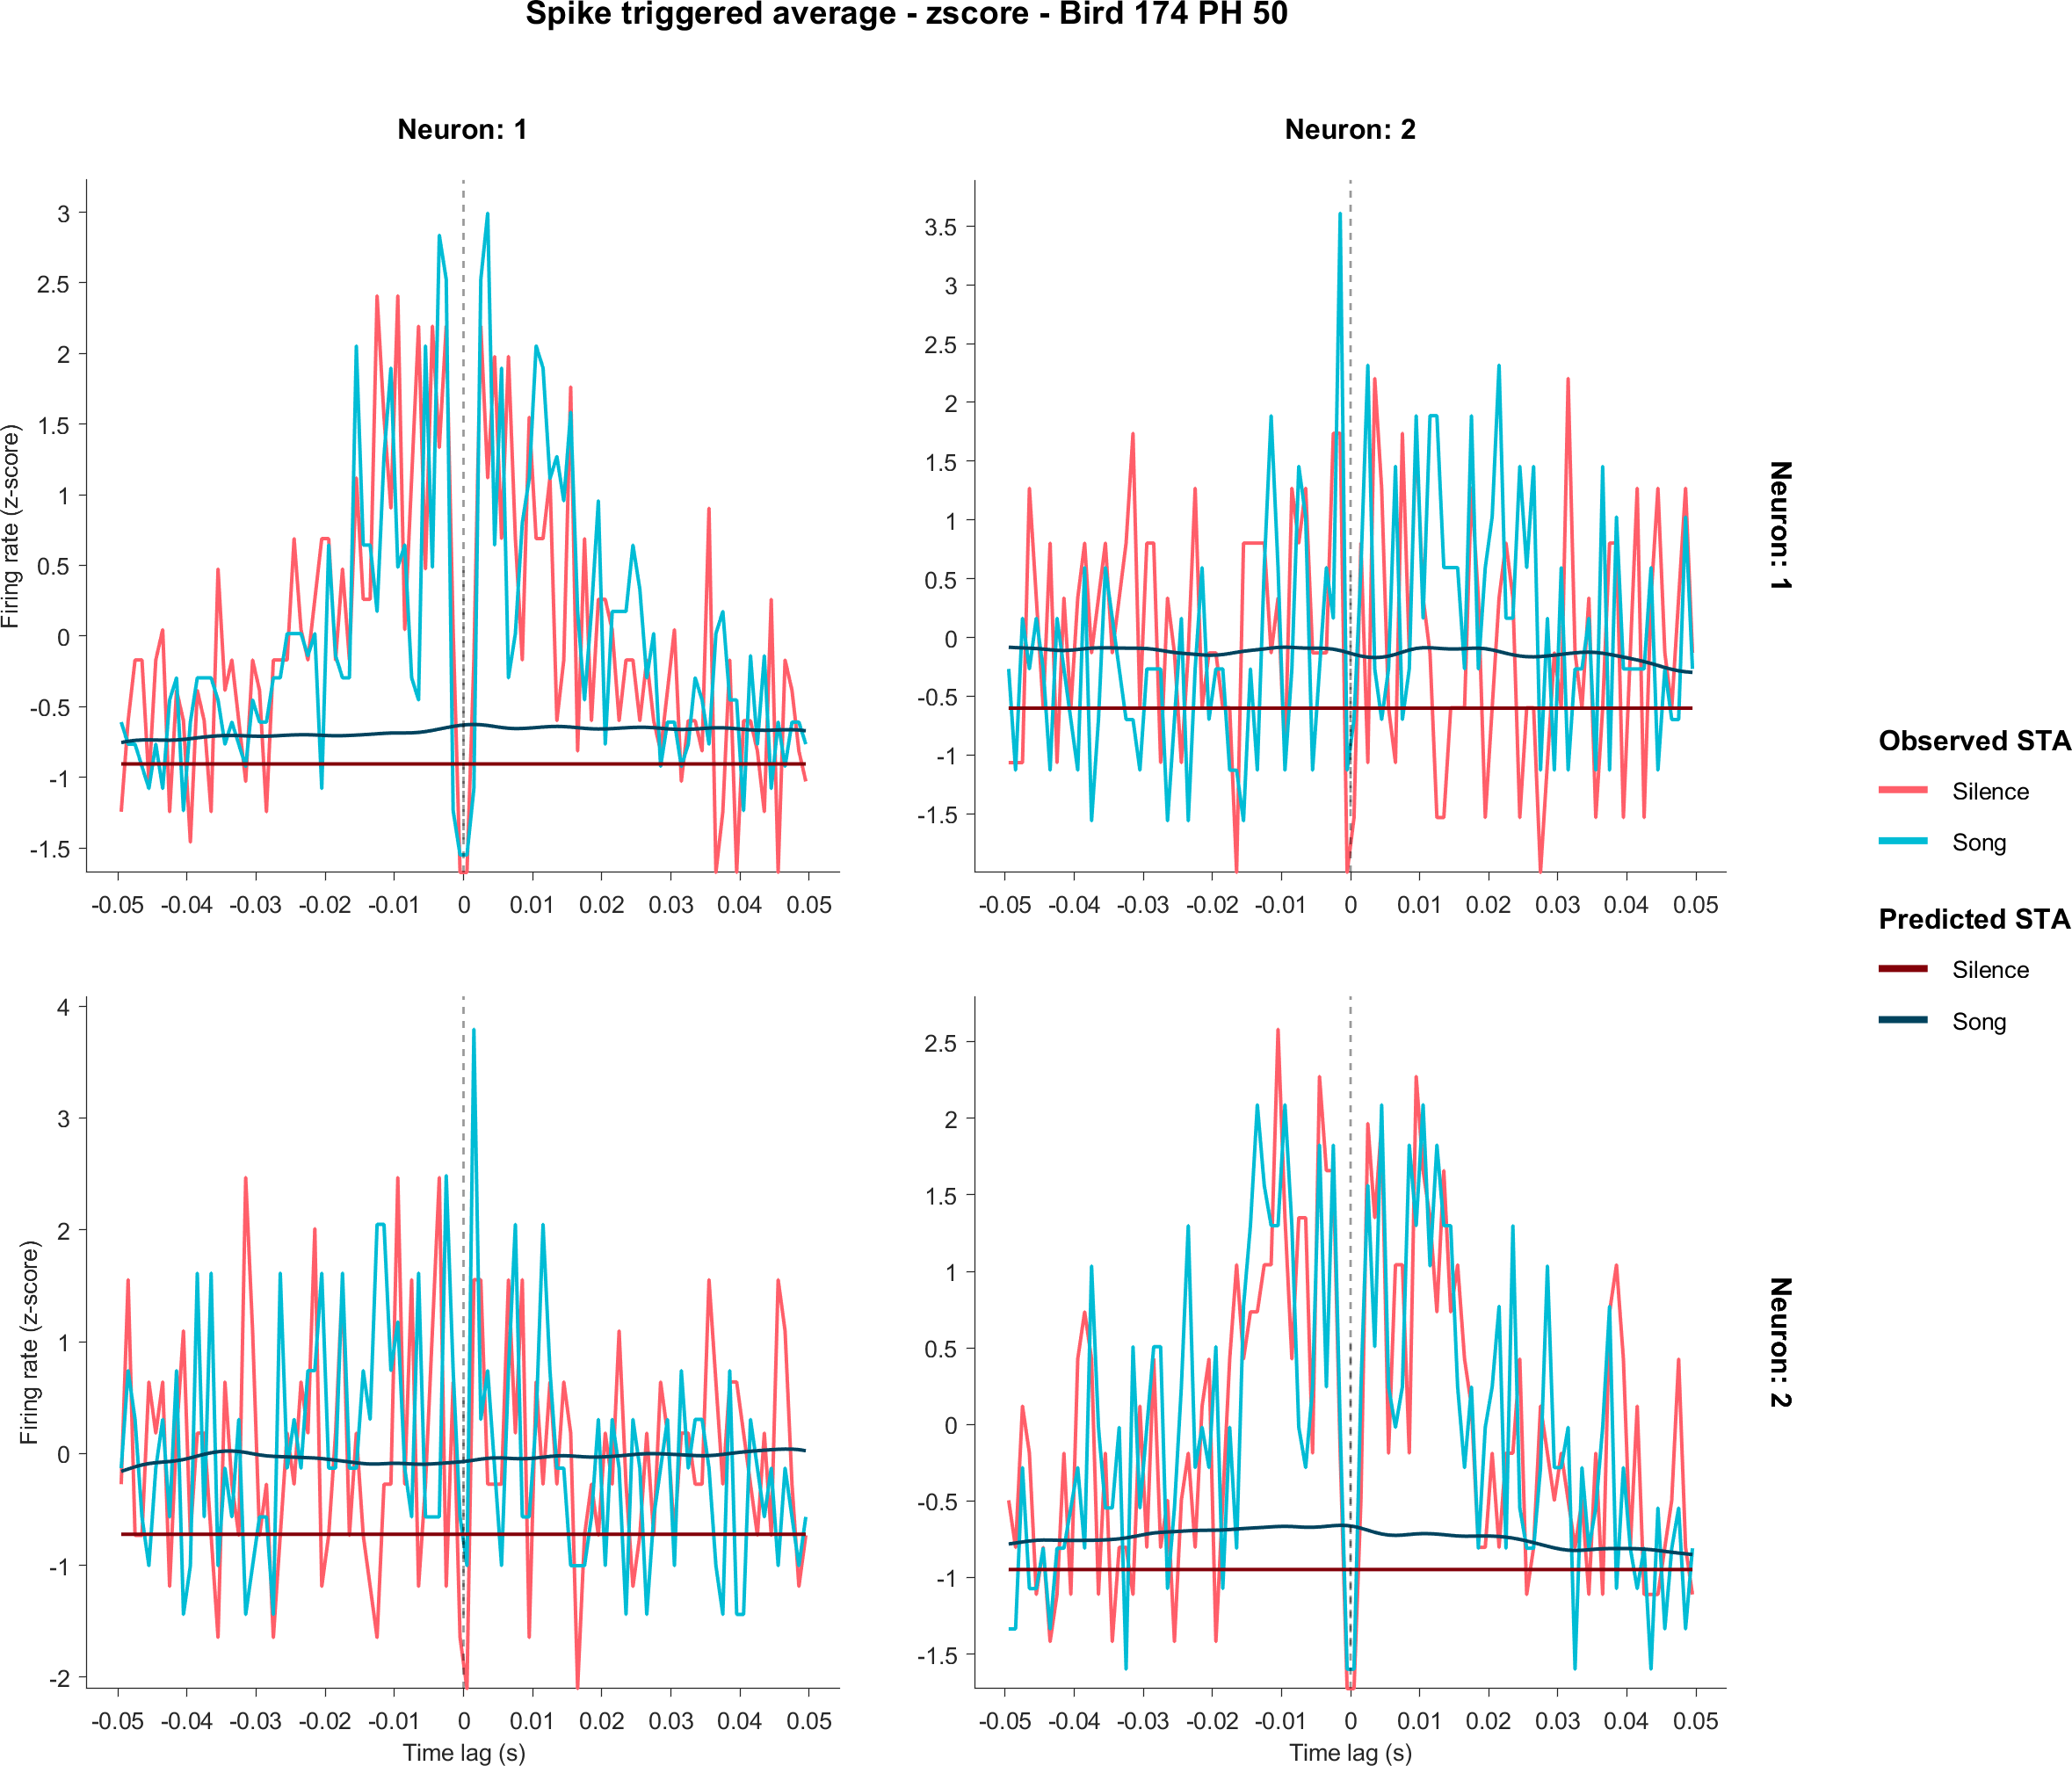 Spike triggered average - zscore - Bird 174 PH 50
Neuron: 1
Neuron: 2
Firing rate (z-score)
3
2.5
2
1.5
1
0.5
0
-0.5
-1
-1.5
-0.05 -0.04 -0.03 -0.02 -0.01 0 0.01 0.02 0.03 0.04 0.05
3.5
3
2.5
2
1.5
1
0.5
0
-0.5
-1
-1.5
-0.05 -0.04 -0.03 -0.02 -0.01 0 0.01 0.02 0.03 0.04 0.05
Neuron: 1
Observed STA
Silence
Song
Predicted STA
Silence
Song
Firing rate (z-score)
4
3
2
1
0
-1
-2
-0.05 -0.04 -0.03 -0.02 -0.01 0 0.01 0.02 0.03 0.04 0.05
Time lag (s)
2.5
2
1.5
1
0.5
0
-0.5
-1
-1.5
-0.05 -0.04 -0.03 -0.02 -0.01 0 0.01 0.02 0.03 0.04 0.05
Time lag (s)
Neuron: 2